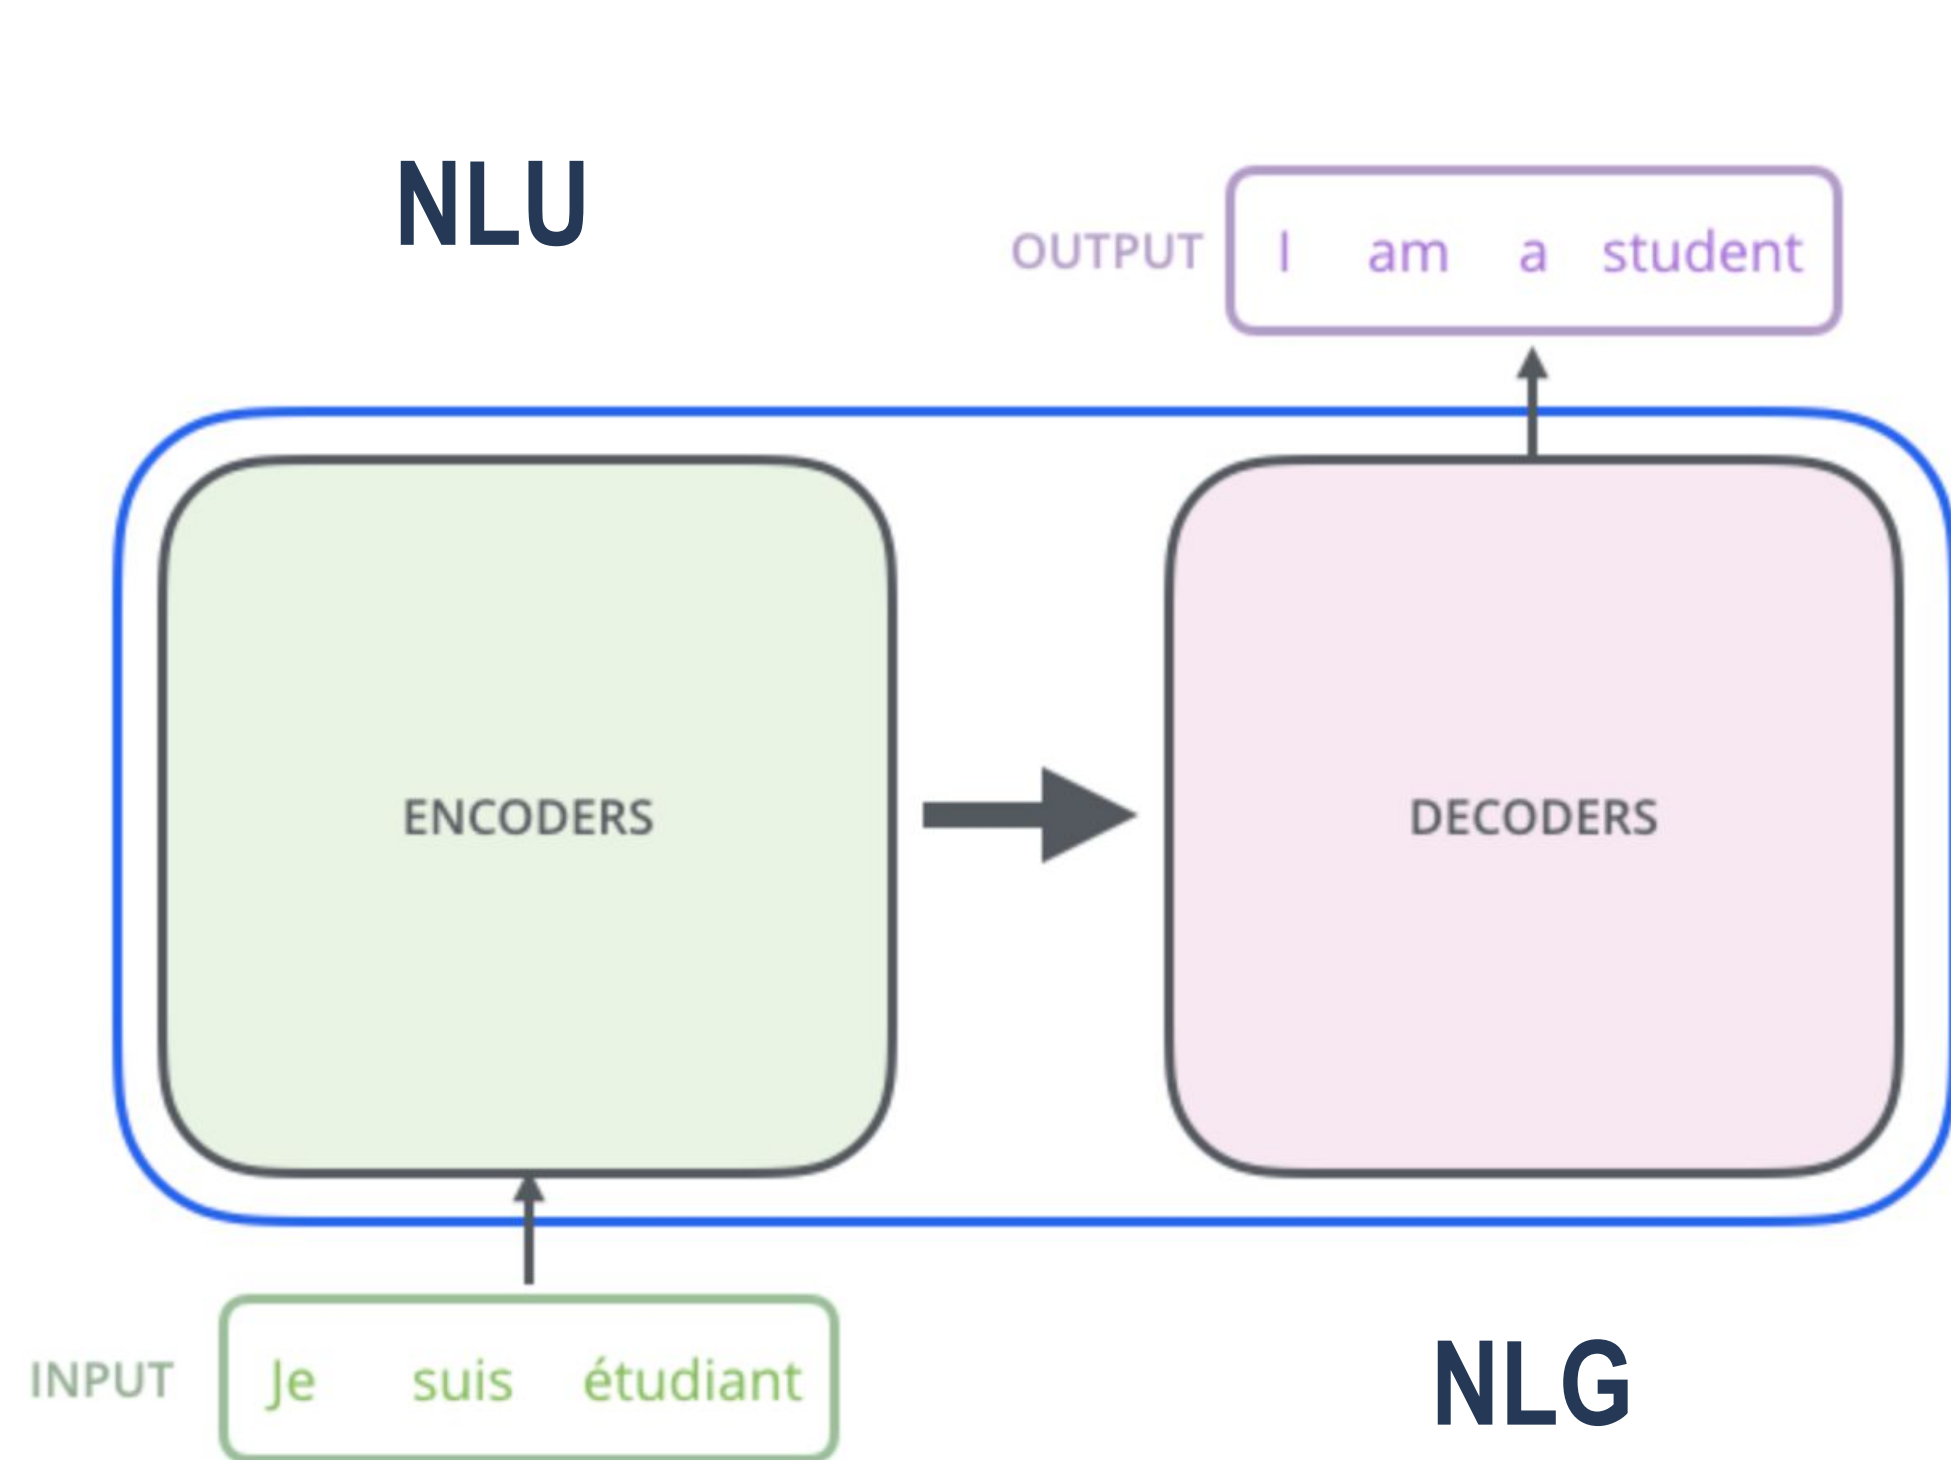 NLU
OUTPUT I am a student
ENCODERS DECODERS
INPUT Je suis étudiant
NLG